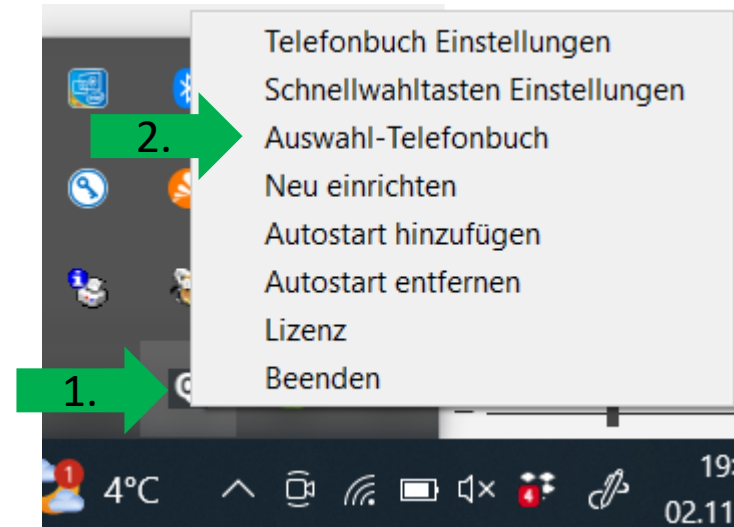 Telefonbuch Einstellungen
Schnellwahltasten Einstellungen
2.
Auswahl-Telefonbuch
Neu einrichten
Autostart hinzufügen
Autostart entfernen
Lizenz
1.
Beenden
1
4°C
4
19:
02.11